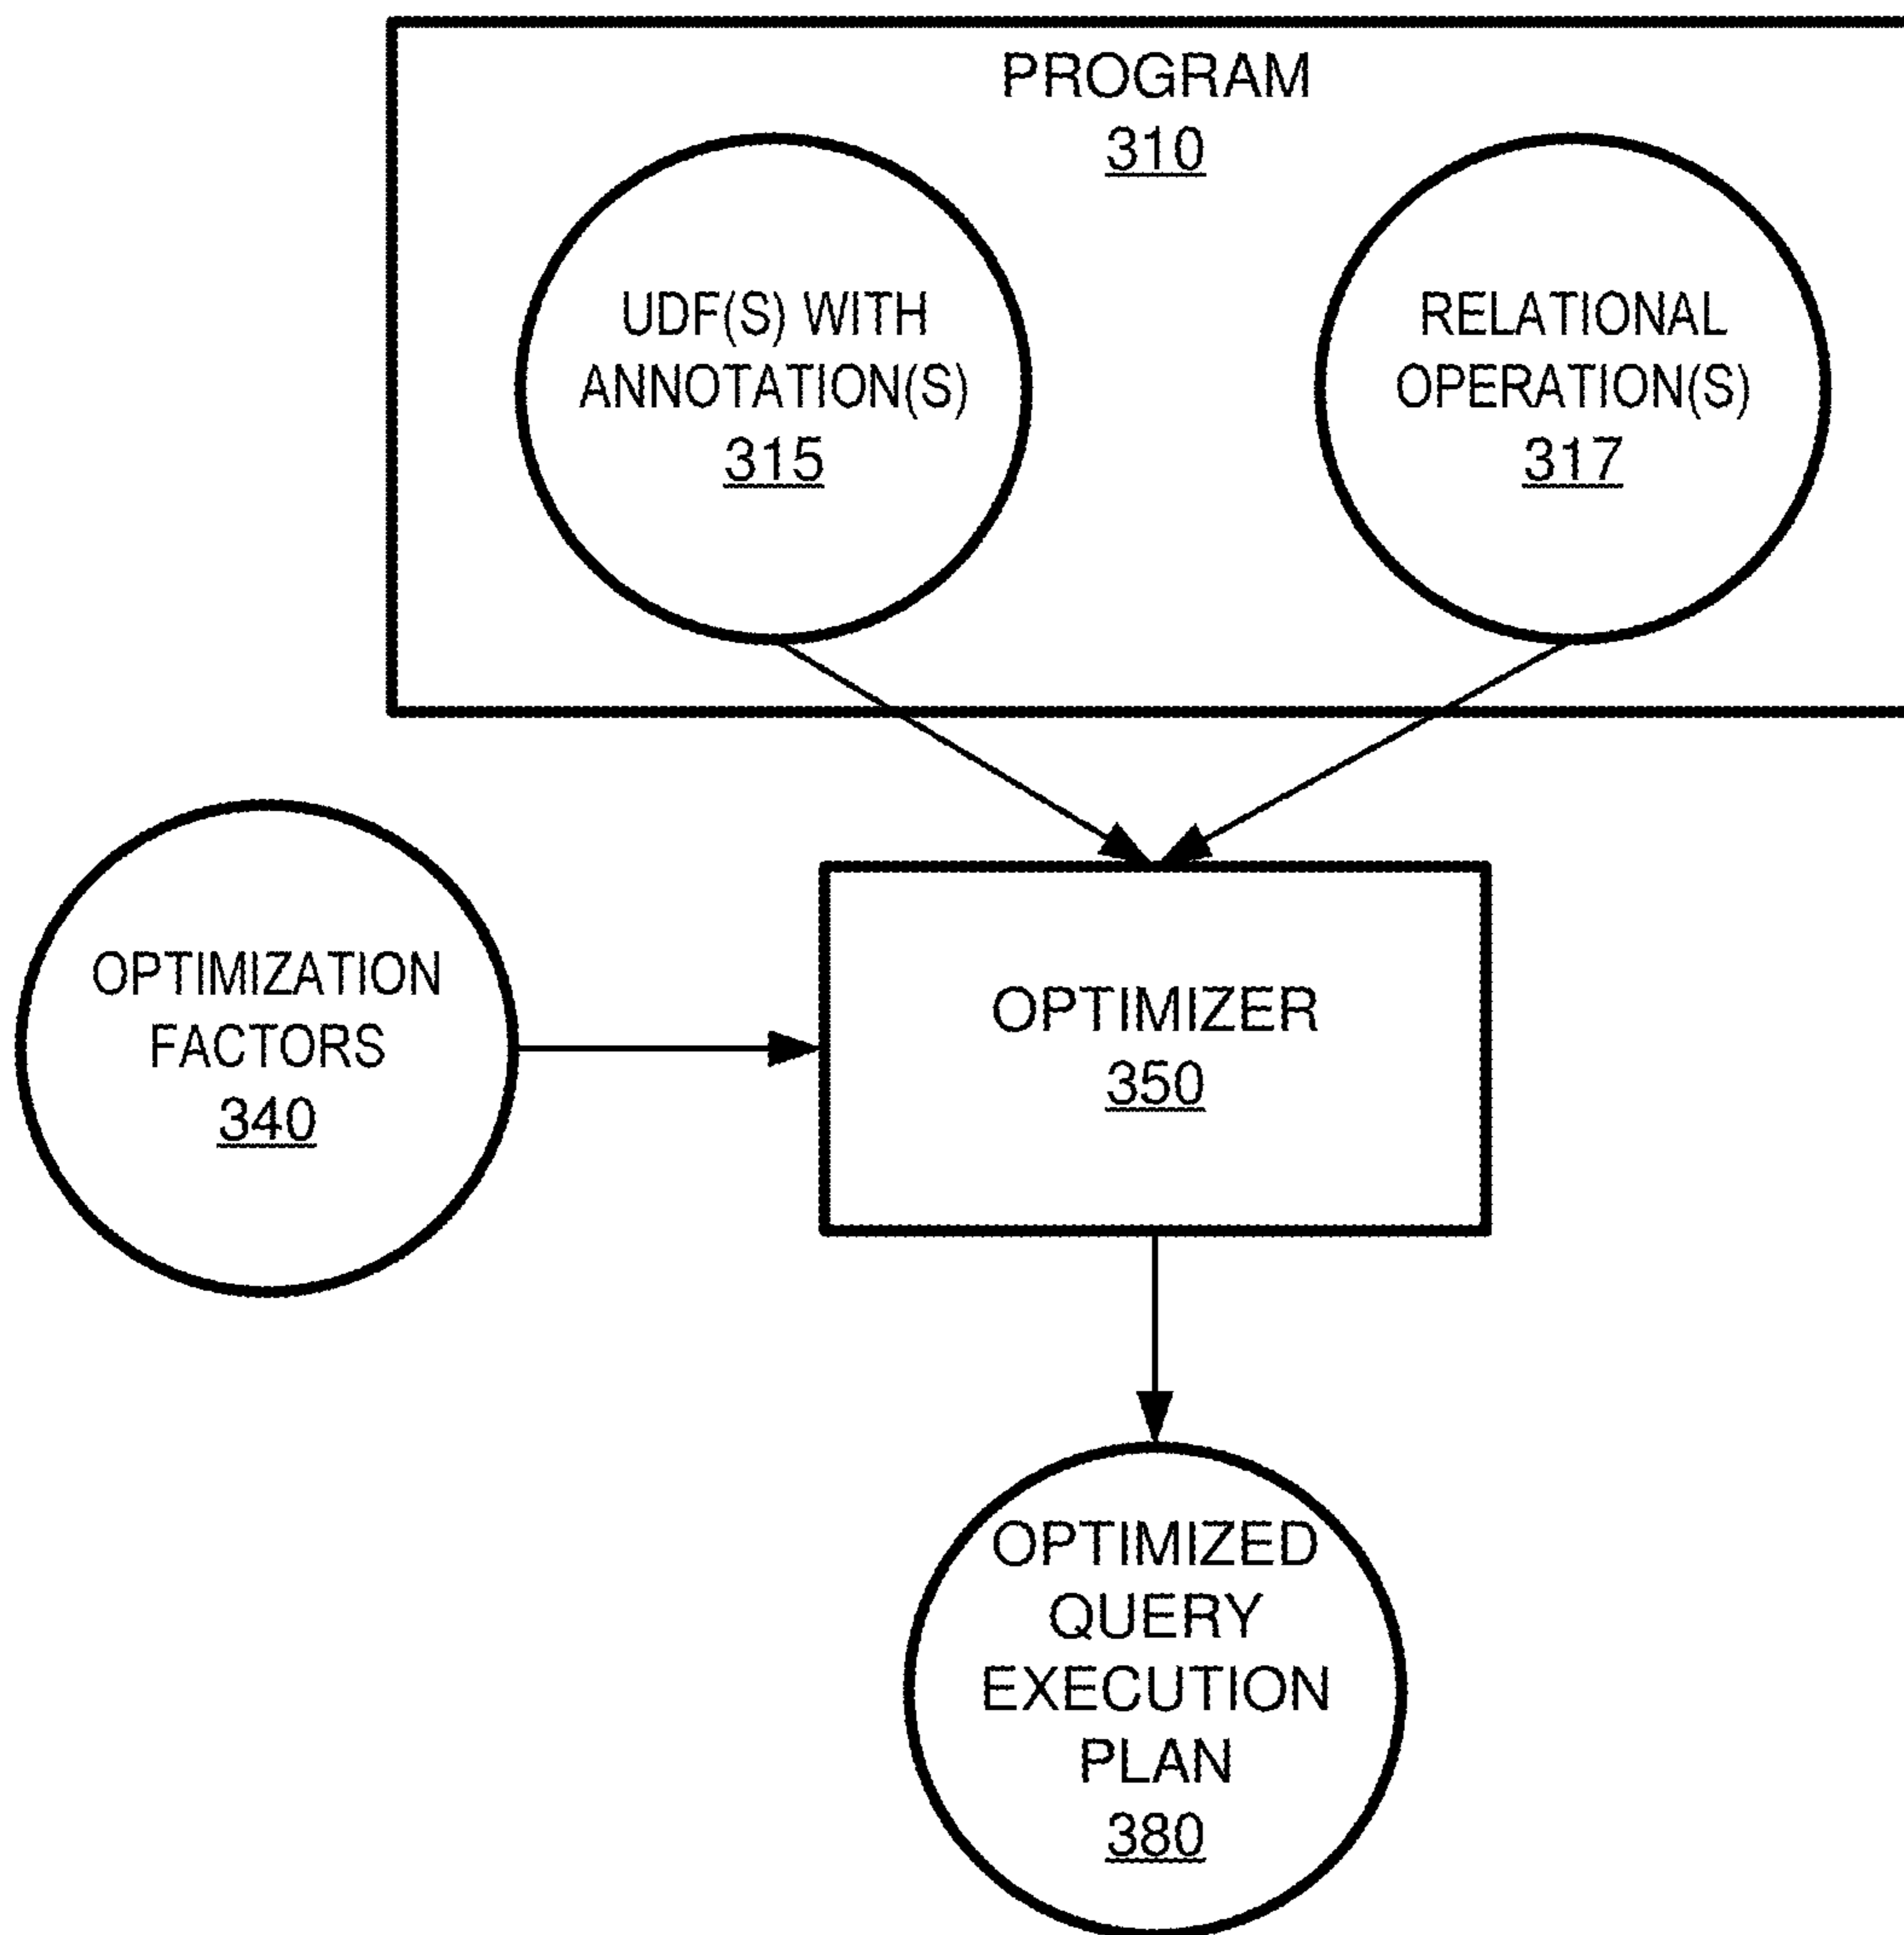 PROGRAM
310
UDF(S) WITH
ANNOTATION(S)
315
RELATIONAL
OPERATION(S)
317
OPTIMIZATION
FACTORS
340
OPTIMIZER
350
OPTIMIZED
QUERY
EXECUTION
PLAN
380